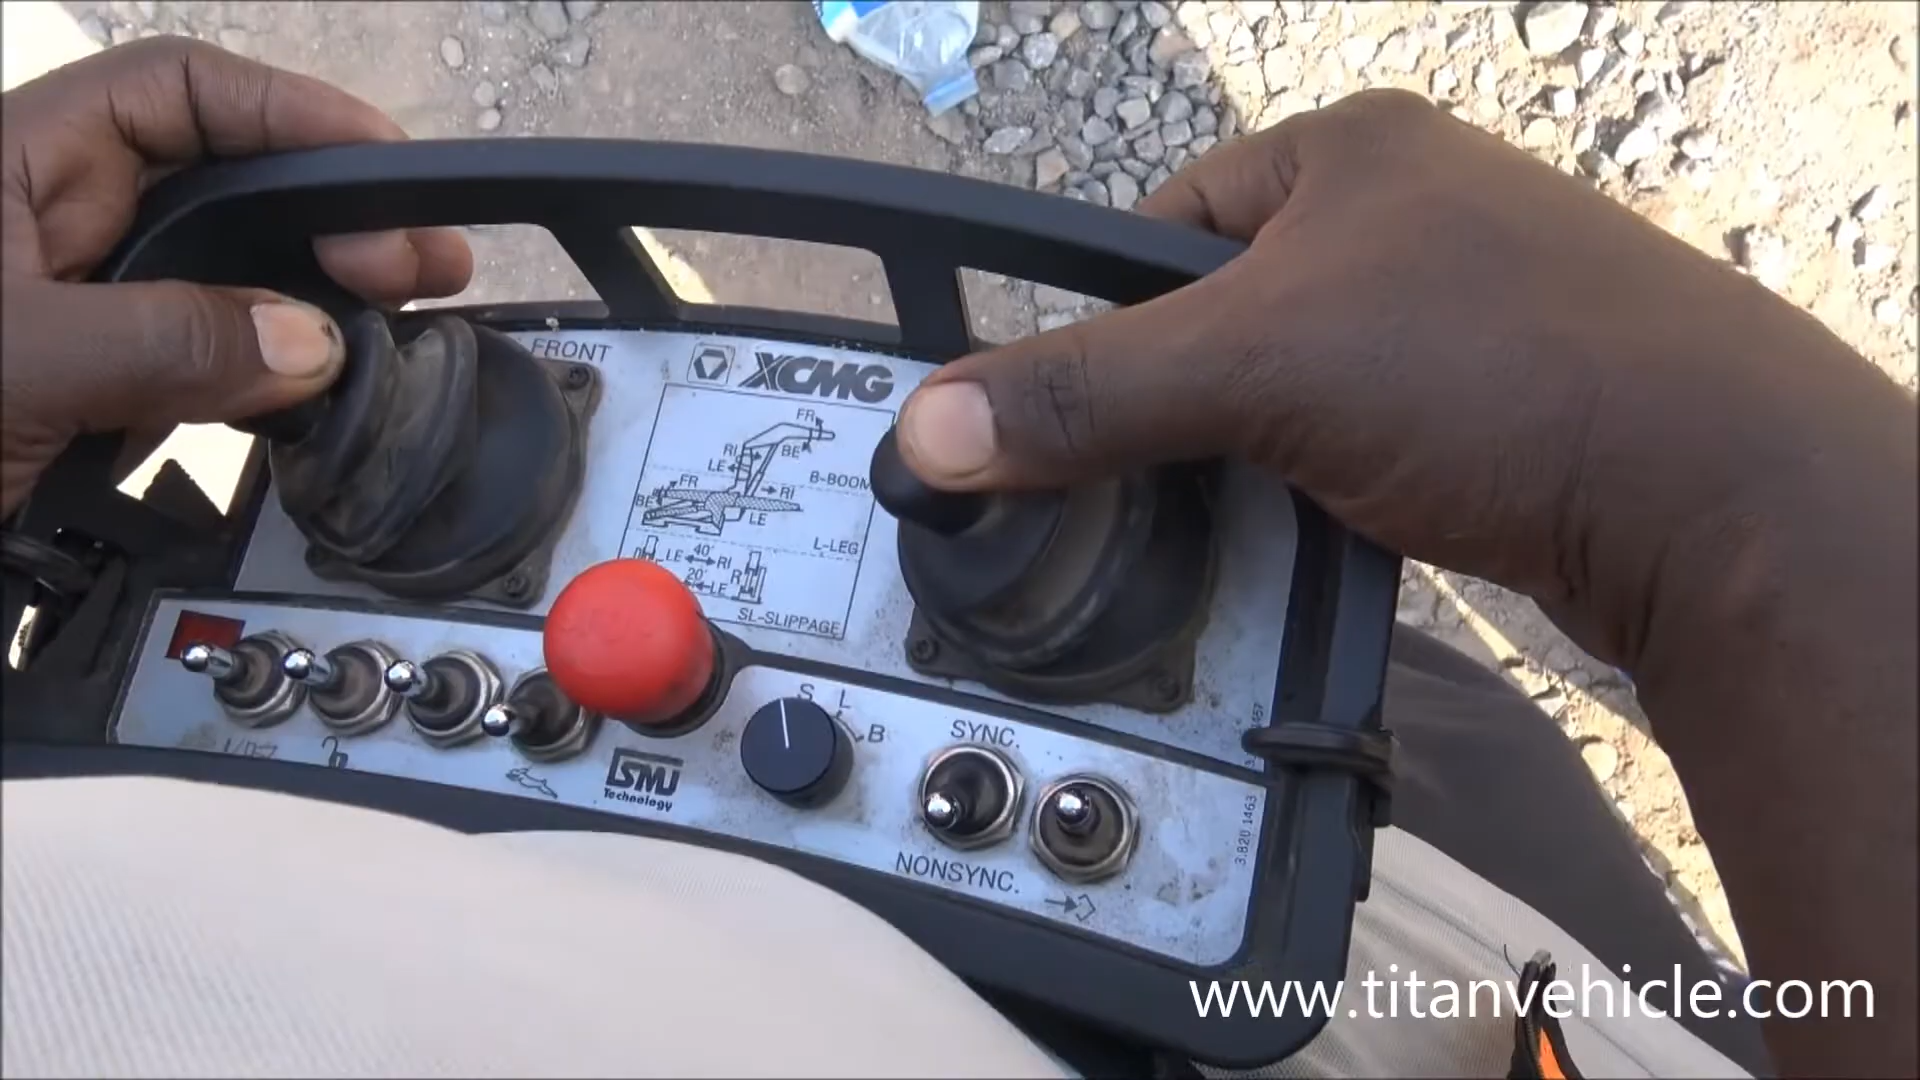 FRONT
XCMG
FR
RI
BE
LE
B-BOOM
FR
RI
BE
LE
L-LEG
40'
LE RI
20'
LE R
SL-SLIPPAGE
S L
B
SYNC.
SMJ
Technology
NONSYNC.
3.820.1463
www.titanvehicle.com